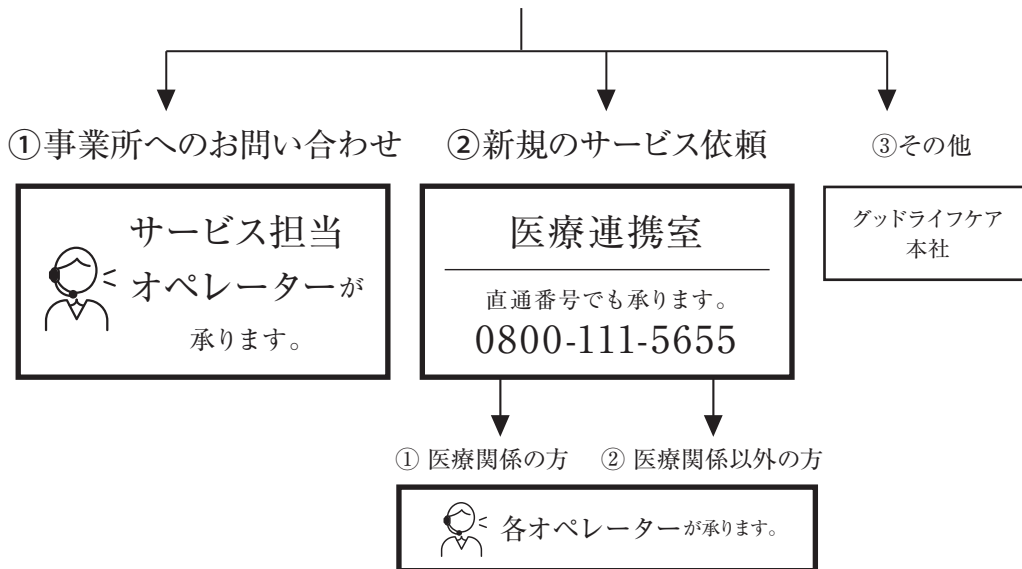 ①事業所へのお問い合わせ
サービス担当
オペレーターが
承ります。
②新規のサービス依頼
医療連携室
直通番号でも承ります。
0800-111-5655
③その他
グッドライフケア
本社
① 医療関係の方
② 医療関係以外の方
各オペレーターが承ります。